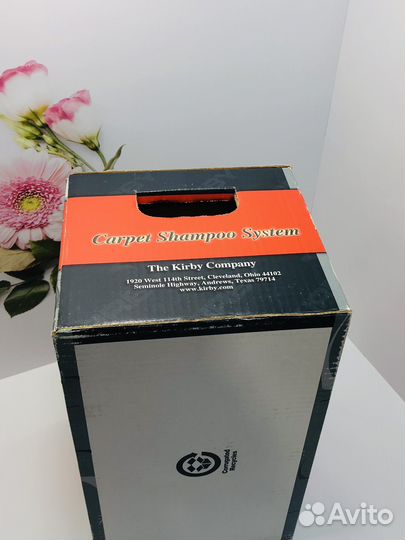 Carpet Shampoo System
The Kirby Company
1920 West 114th Street, Cleveland, Ohio 44102
Seminole Highway, Andrews, Texas 79714
www.kirby.com
Corrugated
Recycles
Avito